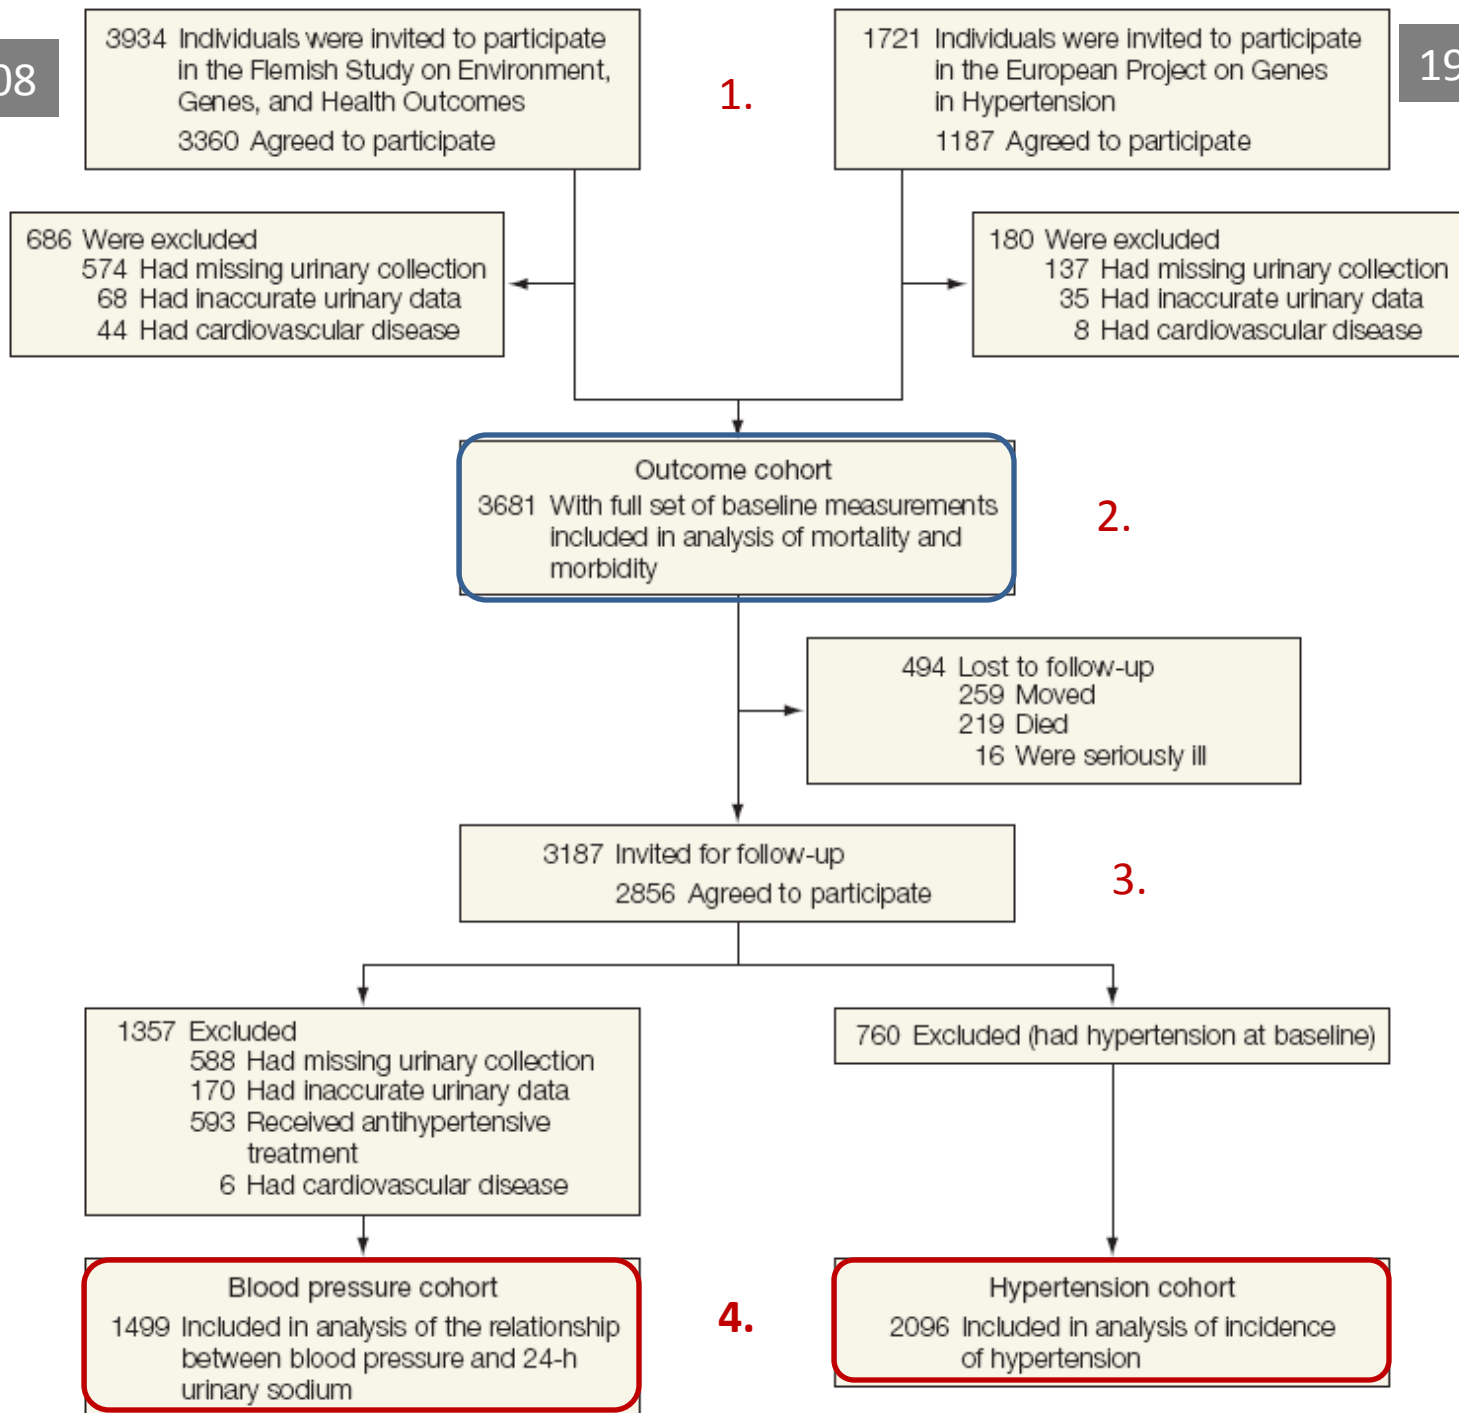 08
3934 Individuals were invited to participate
in the Flemish Study on Environment,
Genes, and Health Outcomes
3360 Agreed to participate
1.
1721 Individuals were invited to participate
in the European Project on Genes
in Hypertension
1187 Agreed to participate
19
686 Were excluded
574 Had missing urinary collection
68 Had inaccurate urinary data
44 Had cardiovascular disease
180 Were excluded
137 Had missing urinary collection
35 Had inaccurate urinary data
8 Had cardiovascular disease
Outcome cohort
3681 With full set of baseline measurements
included in analysis of mortality and
morbidity
2.
494 Lost to follow-up
259 Moved
219 Died
16 Were seriously ill
3187 Invited for follow-up
2856 Agreed to participate
3.
1357 Excluded
588 Had missing urinary collection
170 Had inaccurate urinary data
593 Received antihypertensive
treatment
6 Had cardiovascular disease
760 Excluded (had hypertension at baseline)
Blood pressure cohort
1499 Included in analysis of the relationship
between blood pressure and 24-h
urinary sodium
4.
Hypertension cohort
2096 Included in analysis of incidence
of hypertension